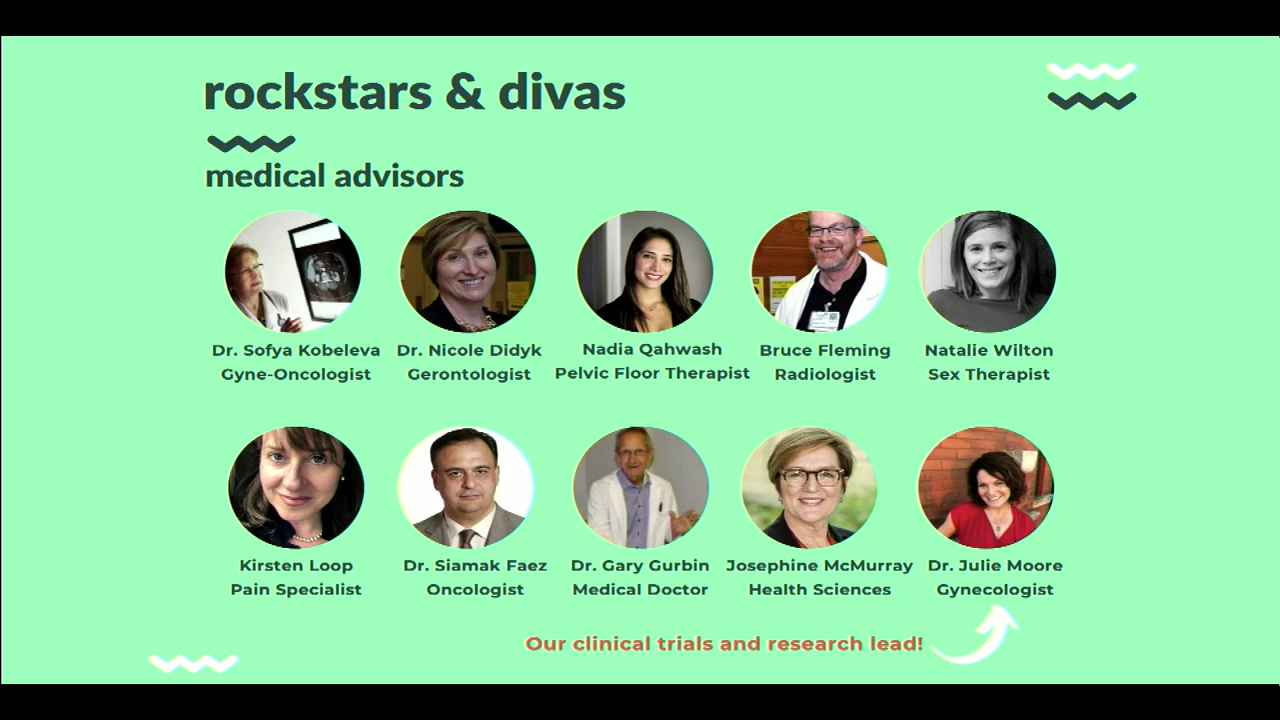 rockstars & divas
medical advisors
Dr. Sofya Kobeleva
Gyne-Oncologist
Dr. Nicole Didyk
Gerontologist
Nadia Qahwash
Pelvic Floor Therapist
Bruce Fleming
Radiologist
Natalie Wilton
Sex Therapist
Kirsten Loop
Pain Specialist
Dr. Siamak Faez
Oncologist
Dr. Gary Gurbin
Medical Doctor
Josephine McMurray
Health Sciences
Dr. Julie Moore
Gynecologist
Our clinical trials and research lead!